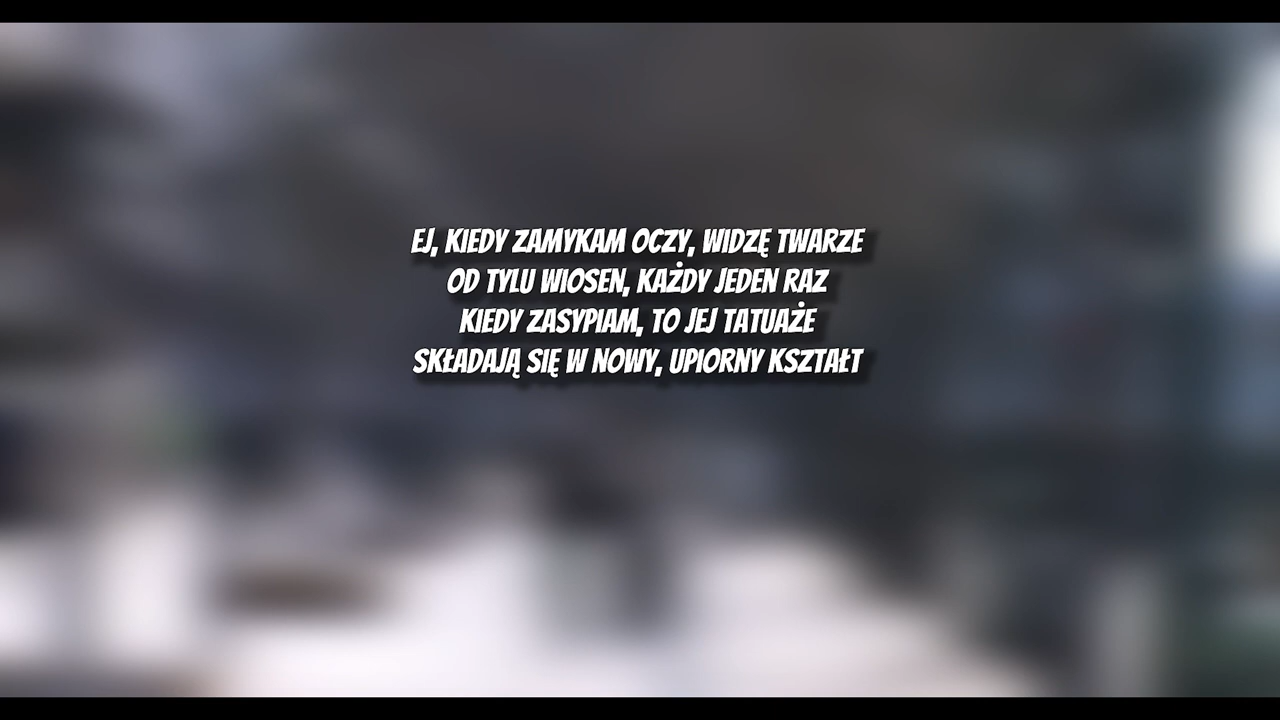 EJ, KIEDY ZAMYKAM OCZY, WIDZĘ TWARZE
OD TYLU WIOSEN, KAŻDY JEDEN RAZ
KIEDY ZASYPIAM, TO JEJ TATUAŻE
SKŁADAJĄ SIĘ W NOWY, UPIORNY KSZTAŁT